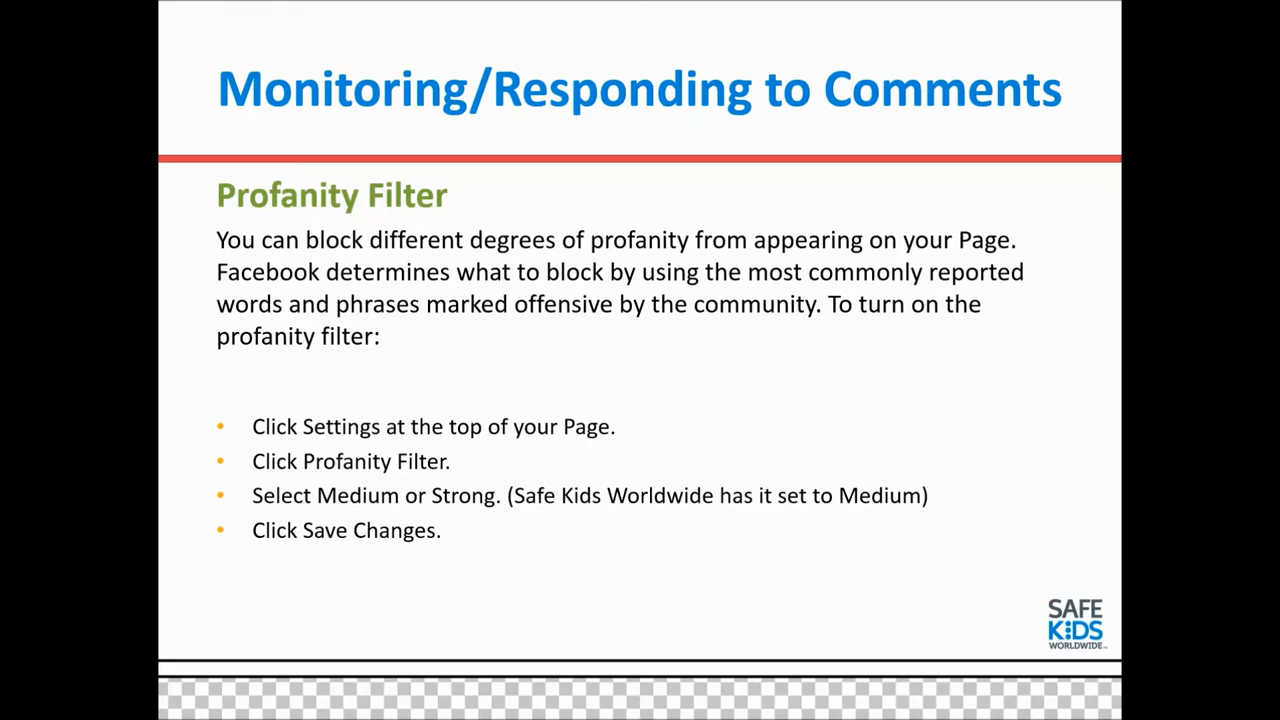 Monitoring/Responding to Comments
Profanity Filter
You can block different degrees of profanity from appearing on your Page.
Facebook determines what to block by using the most commonly reported
words and phrases marked offensive by the community. To turn on the
profanity filter:
• Click Settings at the top of your Page.
• Click Profanity Filter.
• Select Medium or Strong. (Safe Kids Worldwide has it set to Medium)
• Click Save Changes.
SAFE
KIDS
WORLDWIDE